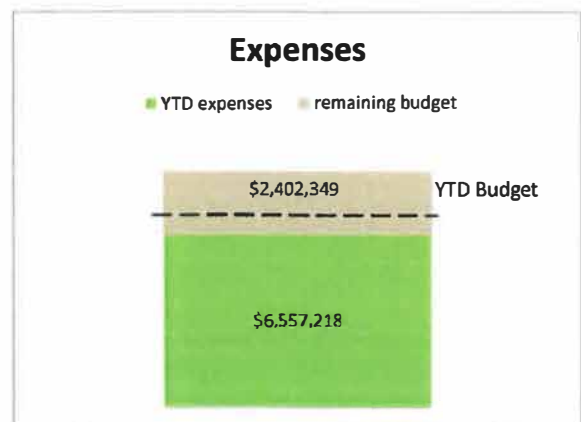 Expenses
YTD expenses remaining budget
$2,402,349 YTD Budget
$6,557,218